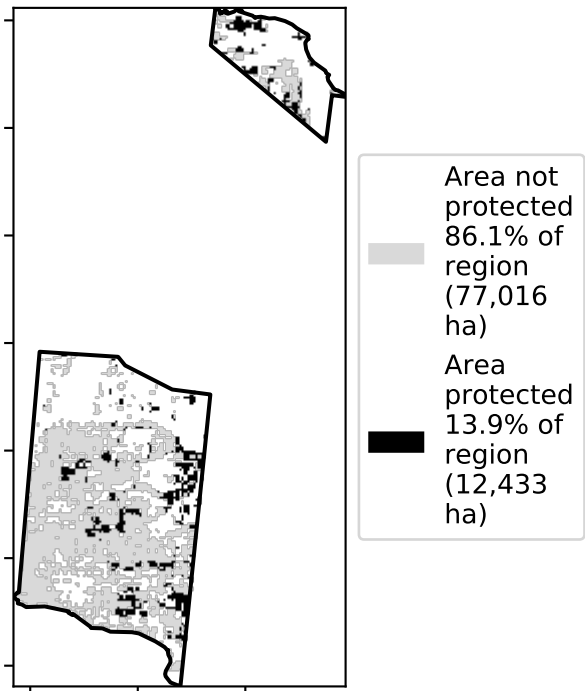 Area not
protected
86.1% of
region
(77,016
ha)
Area
protected
13.9% of
region
(12,433
ha)